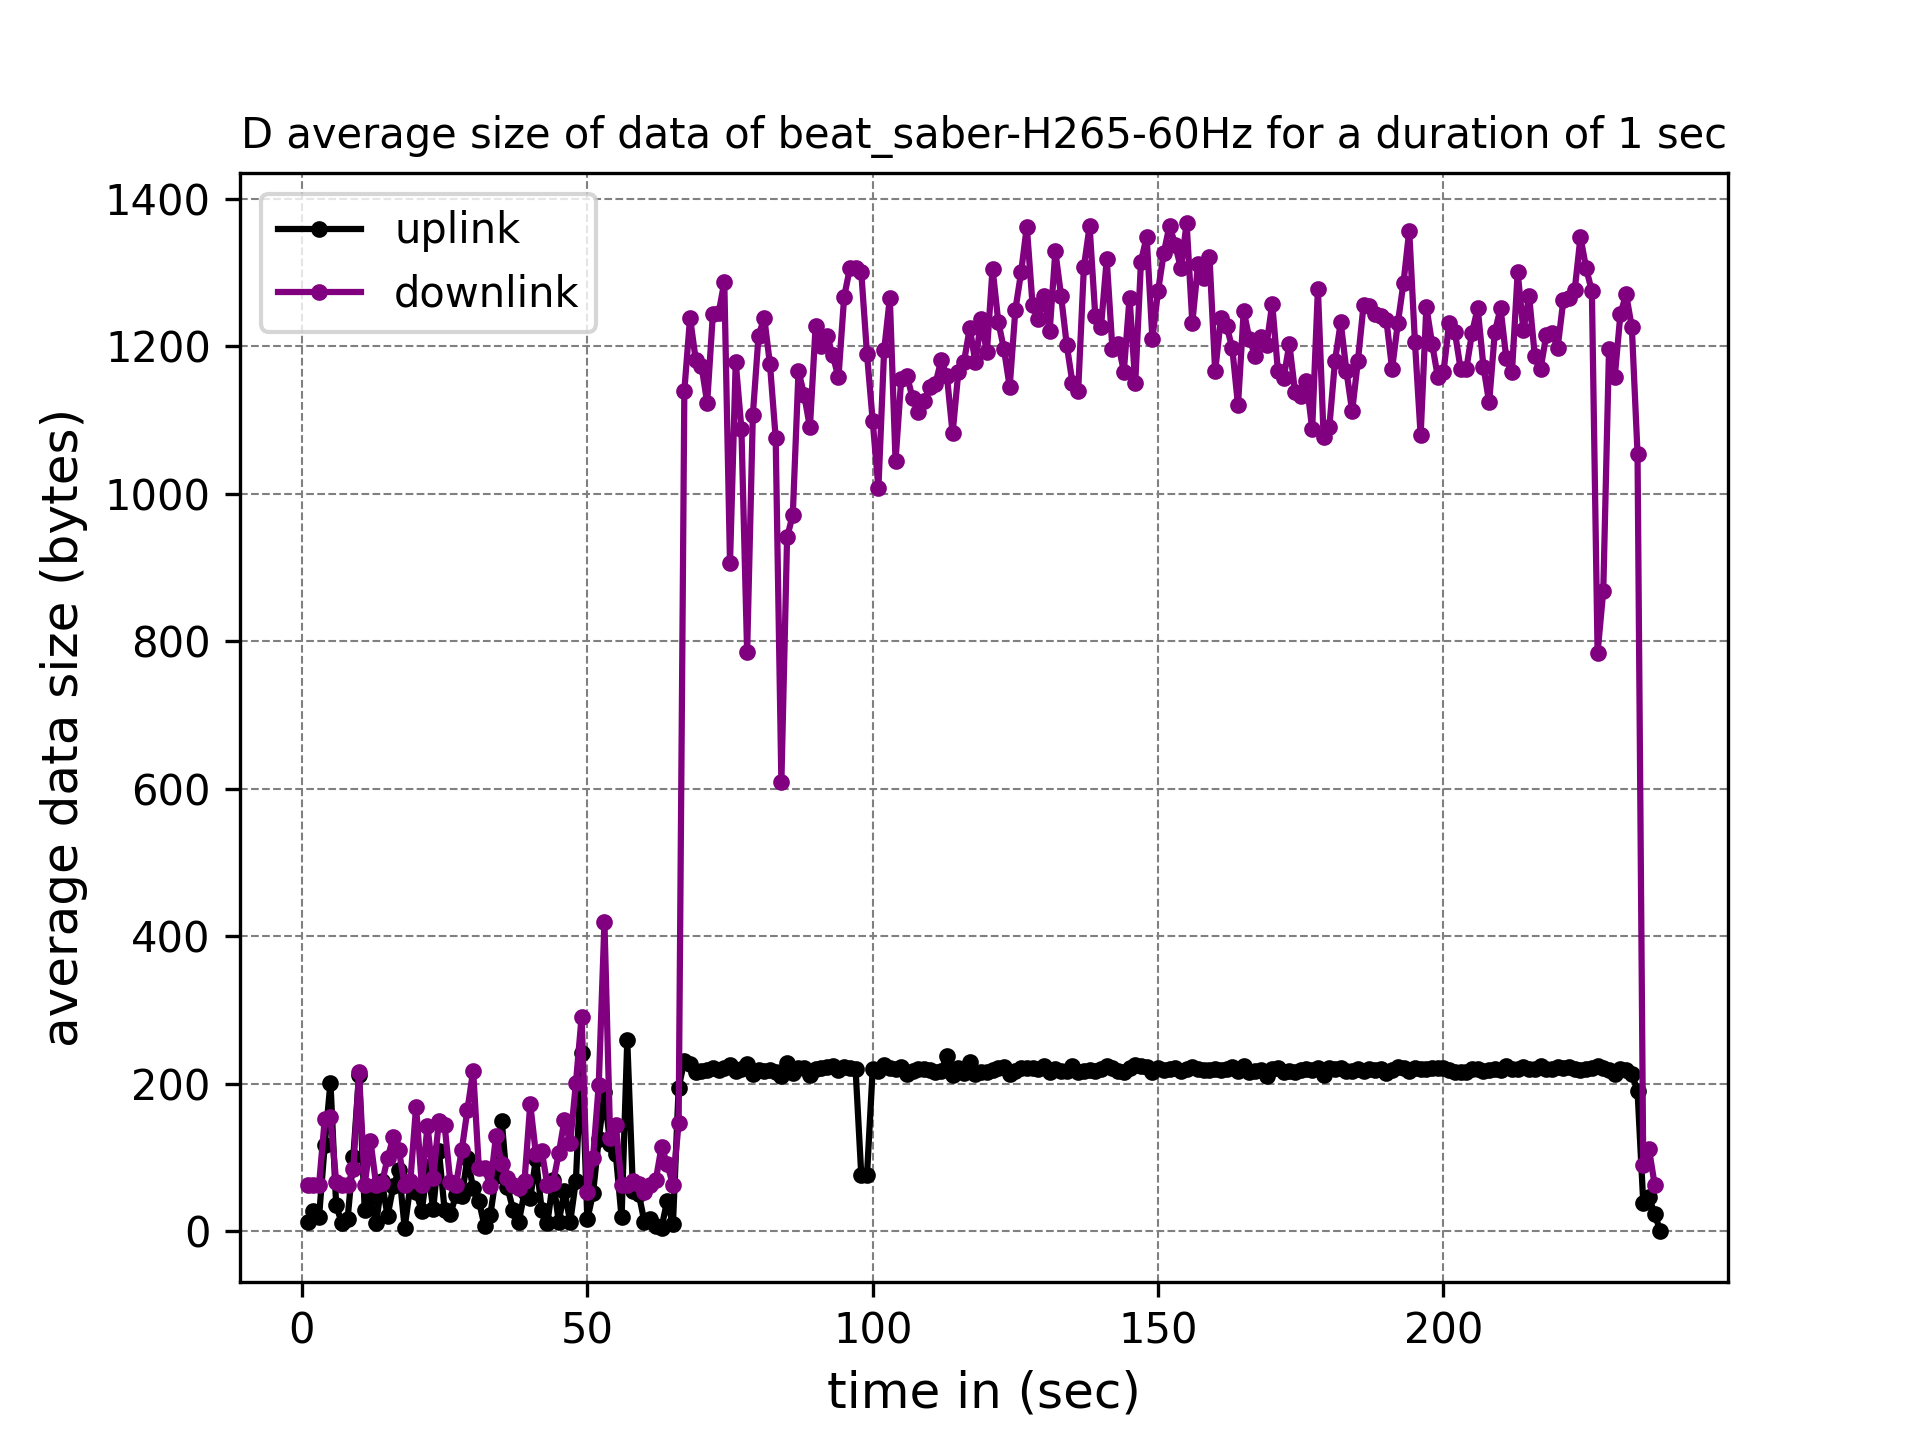 D average size of data of beat_saber-H265-60Hz for a duration of 1 sec
uplink
downlink
average data size (bytes)
1400
1200
1000
800
600
400
200
0
0 50 100 150 200
time in (sec)